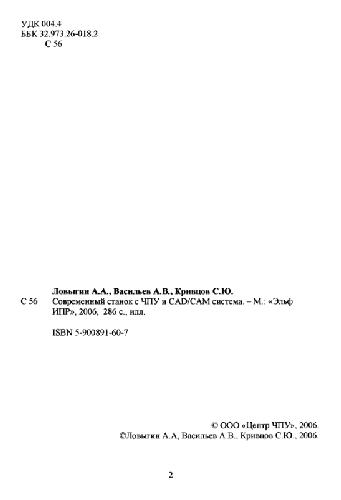 УДК 004.4
ББК 32.973.26-018.2
С 56
Ловыгин А.А., Васильев А.В., Кривцов С.Ю.
С 56 Современный станок с ЧПУ и CAD/CAM система. – М.: «Эльф
ИПР», 2006, 286 с., илл.
ISBN 5-900891-60-7
© ООО «Центр ЧПУ», 2006
©Ловыгин А.А, Васильев А.В., Кривцов С.Ю., 2006
2